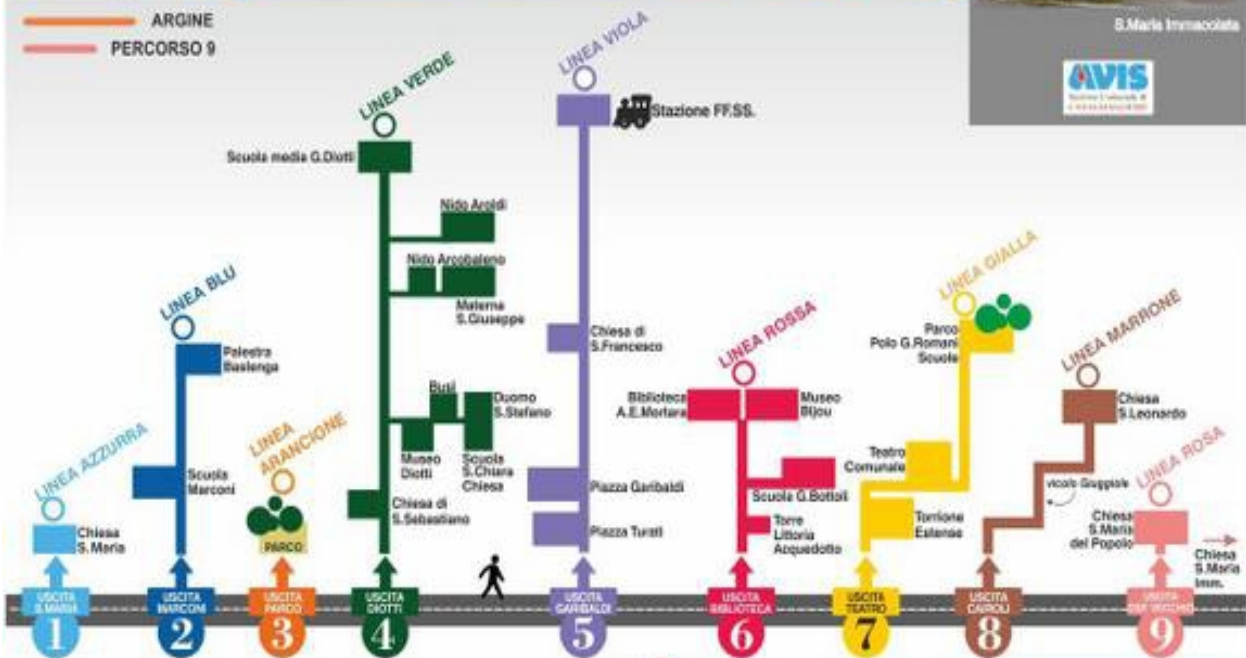 ARGINE
PERCORSO 9
S.Maria Immacolata
AVIS
LINEA AZZURRA
Chiesa
S.Maria
USCITA
S.MARIA
1
LINEA BLU
Palestra
Baslenga
Scuola
Marconi
USCITA
MARCONI
2
LINEA
ARANCIONE
PARCO
USCITA
PARCO
3
LINEA VERDE
Scuola media G.Diotti
Nido Aroldi
Nido Arcobaleno
Materna
S.Giuseppe
Busi
Duomo
S.Stefano
Museo
Diotti
Scuola
S.Chiara
Chiesa
Chiesa di
S.Sebastiano
USCITA
DIOTTI
4
LINEA VIOLA
Stazione FF.SS.
Chiesa di
S.Francesco
Piazza Garibaldi
Piazza Turati
USCITA
GARIBALDI
5
LINEA ROSSA
Biblioteca
A.E.Mortara
Museo
Bijou
Scuola G.Bottoli
Torre
Littoria
Acquedotto
USCITA
BIBLIOTECA
6
LINEA GIALLA
Parco
Polo G.Romani
Scuole
Teatro
Comunale
Torrione
Estense
USCITA
TEATRO
7
LINEA MARRONE
Chiesa
S.Leonardo
vicolo Giuggiole
USCITA
CAIROLI
8
LINEA ROSA
Chiesa
S.Maria
del Popolo
Chiesa
S.Maria
Imm.
USCITA
VECCHIO
9